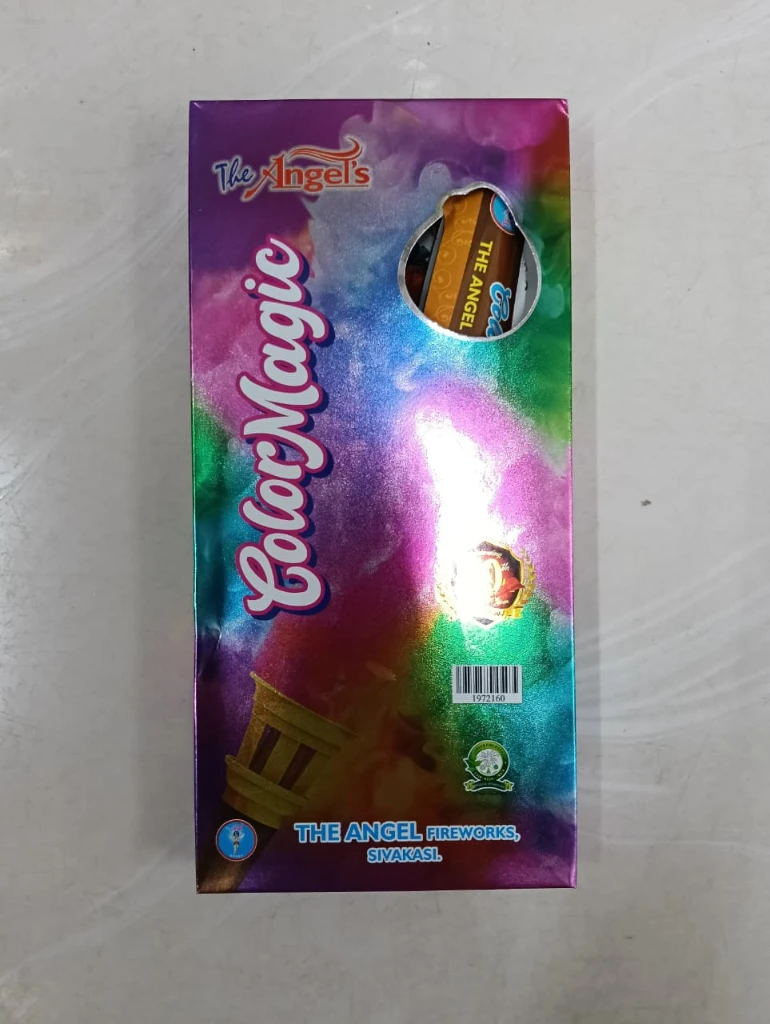 The Angel's
ColorMagic
THE ANGEL
1972160
THE ANGEL FIREWORKS,
SIVAKASI.